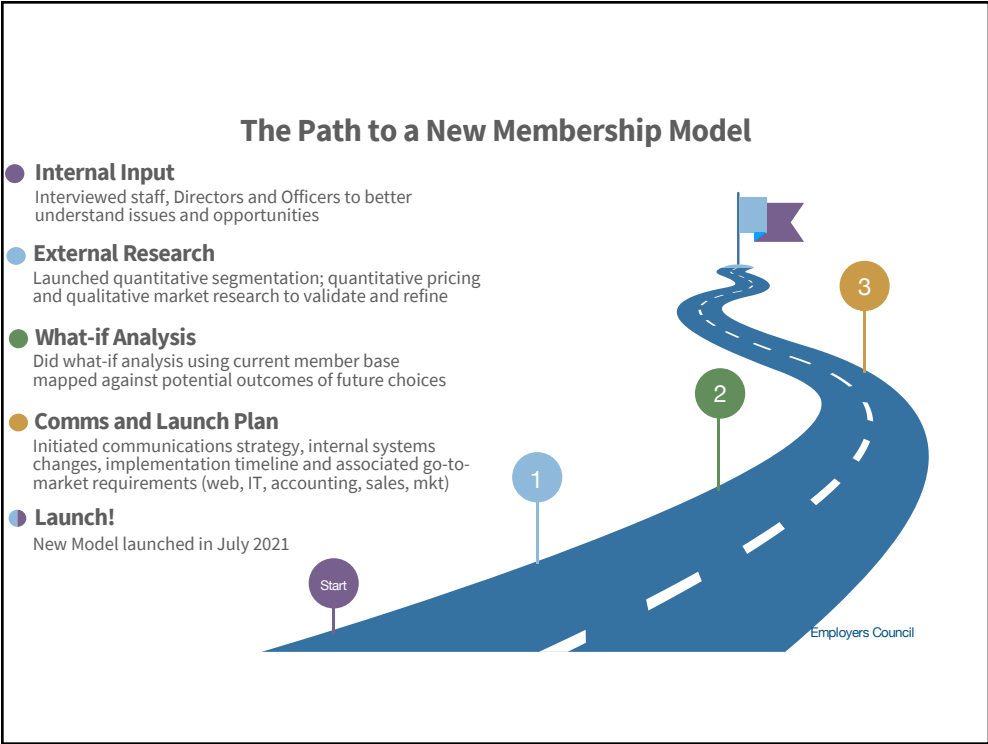 The Path to a New Membership Model
Internal Input
Interviewed staff, Directors and Officers to better
understand issues and opportunities
External Research
Launched quantitative segmentation; quantitative pricing
and qualitative market research to validate and refine
What-if Analysis
Did what-if analysis using current member base
mapped against potential outcomes of future choices
Comms and Launch Plan
Initiated communications strategy, internal systems
changes, implementation timeline and associated go-to-
market requirements (web, IT, accounting, sales, mkt)
Launch!
New Model launched in July 2021
Start
1
2
3
Employers Council